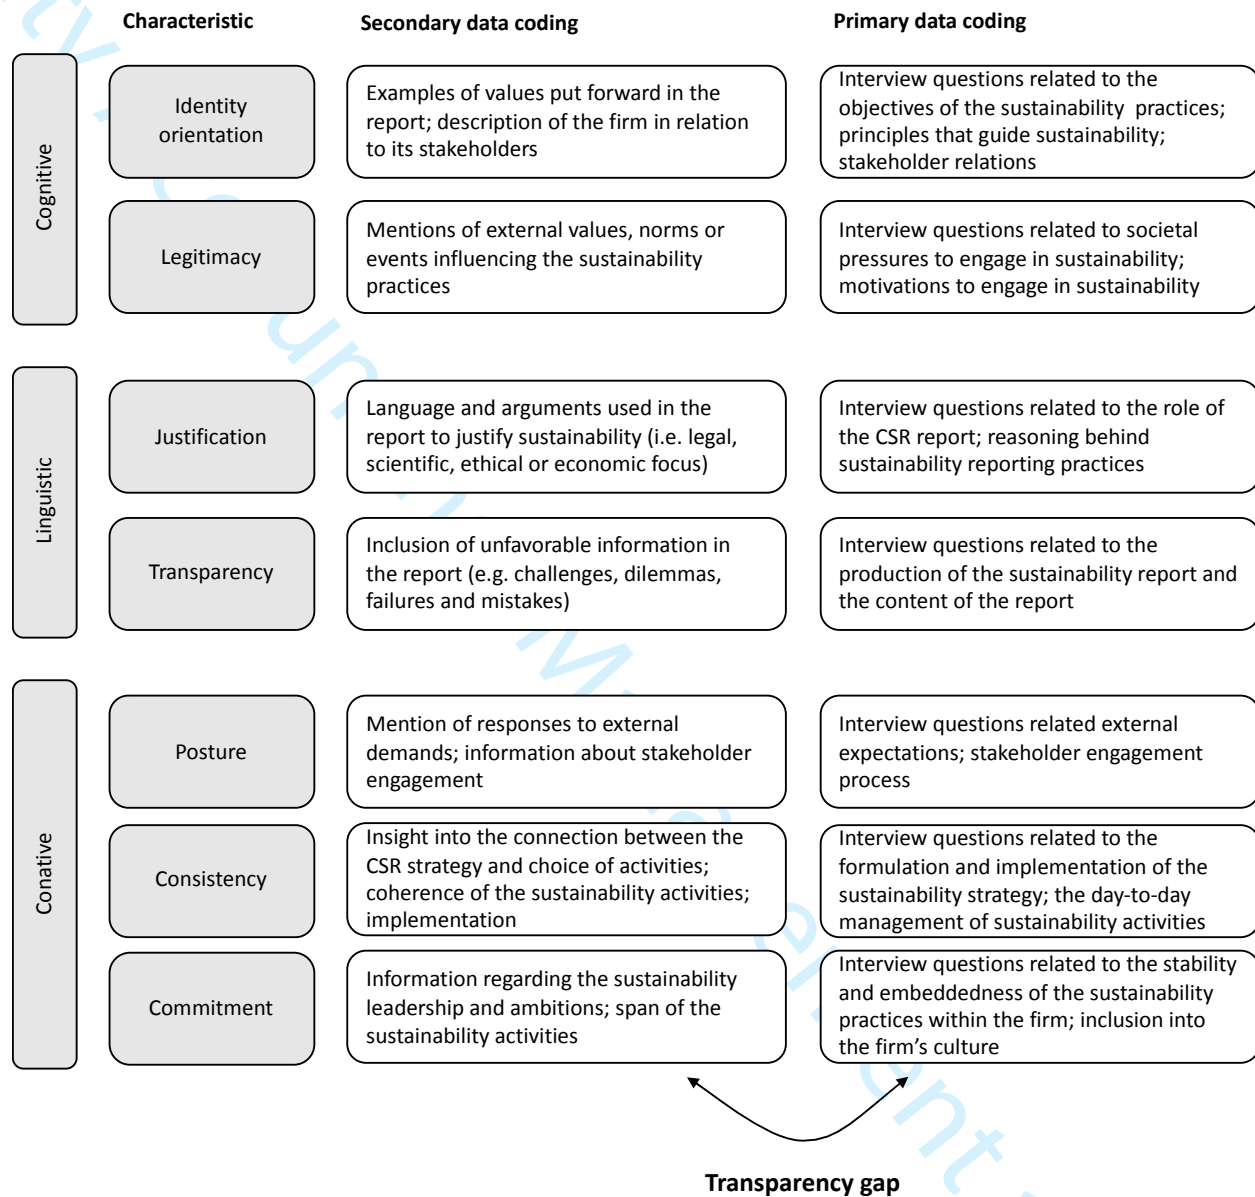 Characteristic
Secondary data coding
Primary data coding
Cognitive
Identity
orientation
Examples of values put forward in the
report; description of the firm in relation
to its stakeholders
Interview questions related to the
objectives of the sustainability practices;
principles that guide sustainability;
stakeholder relations
Legitimacy
Mentions of external values, norms or
events influencing the sustainability
practices
Interview questions related to societal
pressures to engage in sustainability;
motivations to engage in sustainability
Linguistic
Justification
Language and arguments used in the
report to justify sustainability (i.e. legal,
scientific, ethical or economic focus)
Interview questions related to the role of
the CSR report; reasoning behind
sustainability reporting practices
Transparency
Inclusion of unfavorable information in
the report (e.g. challenges, dilemmas,
failures and mistakes)
Interview questions related to the
production of the sustainability report and
the content of the report
Conative
Posture
Mention of responses to external
demands; information about stakeholder
engagement
Interview questions related external
expectations; stakeholder engagement
process
Consistency
Insight into the connection between the
CSR strategy and choice of activities;
coherence of the sustainability activities;
implementation
Interview questions related to the
formulation and implementation of the
sustainability strategy; the day-to-day
management of sustainability activities
Commitment
Information regarding the sustainability
leadership and ambitions; span of the
sustainability activities
Interview questions related to the stability
and embeddedness of the sustainability
practices within the firm; inclusion into
the firm's culture
Transparency gap